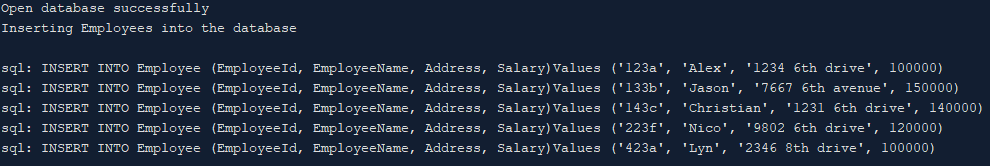 Open database successfully
Inserting Employees into the database
sql: INSERT INTO Employee (EmployeeId, EmployeeName, Address, Salary)Values ('123a', 'Alex', '1234 6th drive', 100000)
sql: INSERT INTO Employee (EmployeeId, EmployeeName, Address, Salary)Values ('133b', 'Jason', '7667 6th avenue', 150000)
sql: INSERT INTO Employee (EmployeeId, EmployeeName, Address, Salary)Values ('143c', 'Christian', '1231 6th drive', 140000)
sql: INSERT INTO Employee (EmployeeId, EmployeeName, Address, Salary)Values ('223f', 'Nico', '9802 6th drive', 120000)
sql: INSERT INTO Employee (EmployeeId, EmployeeName, Address, Salary)Values ('423a', 'Lyn', '2346 8th drive', 100000)